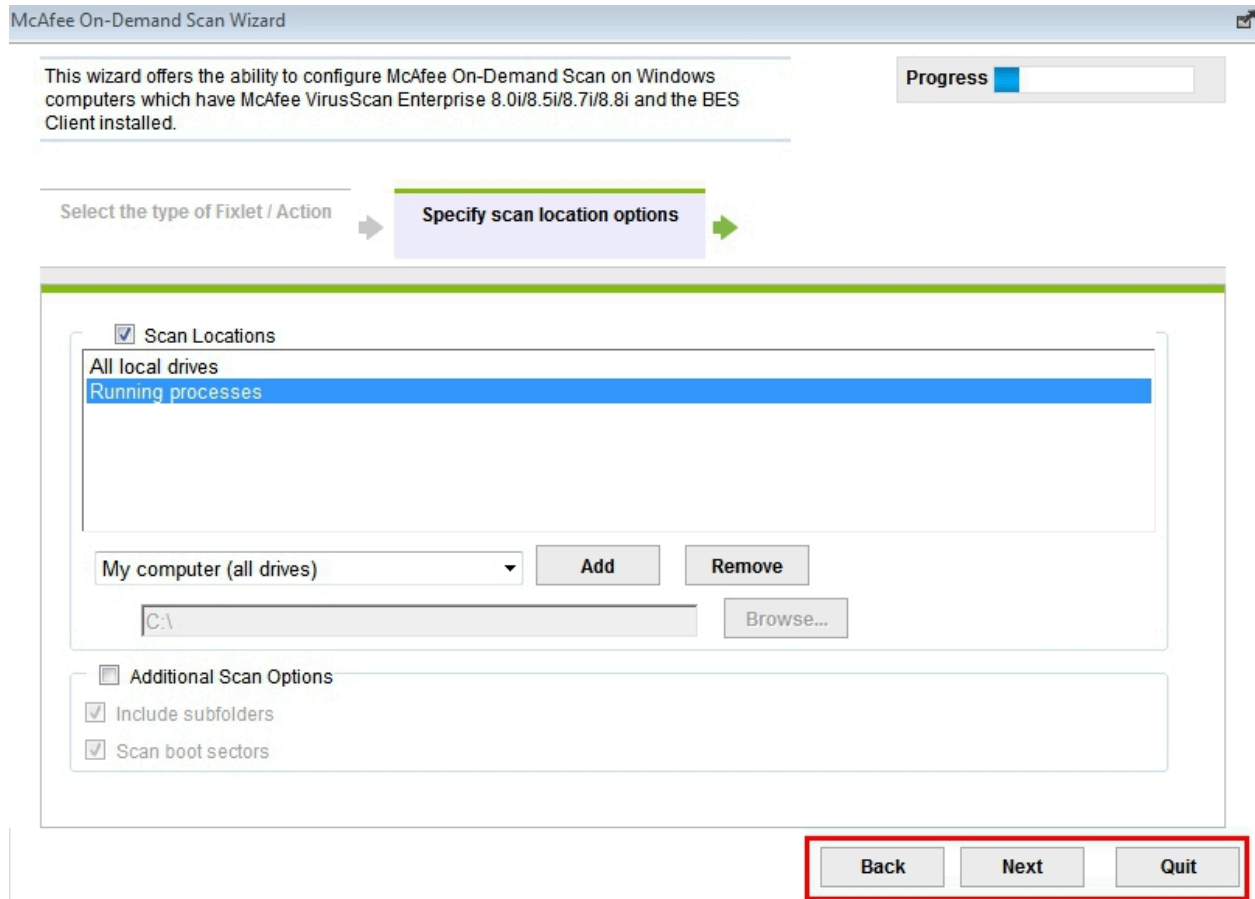 McAfee On-Demand Scan Wizard
This wizard offers the ability to configure McAfee On-Demand Scan on Windows
computers which have McAfee VirusScan Enterprise 8.0i/8.5i/8.7i/8.8i and the BES
Client installed.
Progress
Select the type of Fixlet / Action
Specify scan location options
Scan Locations
All local drives
Running processes
My computer (all drives)
Add
Remove
C:\
Browse...
Additional Scan Options
Include subfolders
Scan boot sectors
Back
Next
Quit